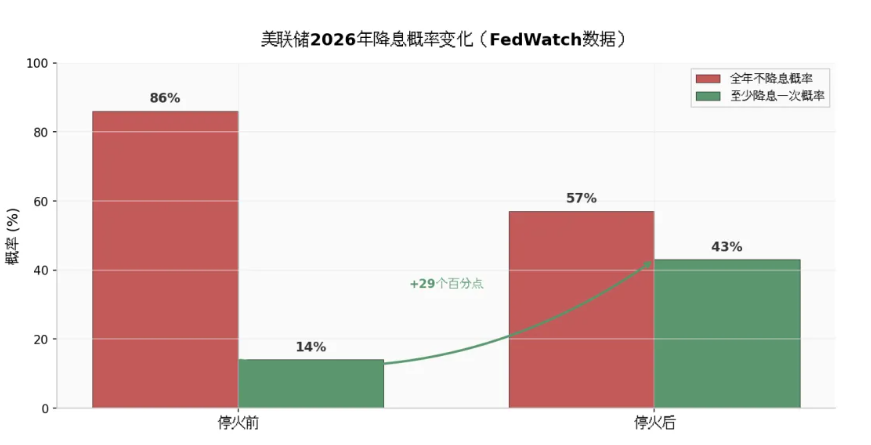 美联储2026年降息概率变化（FedWatch数据）
全年不降息概率
至少降息一次概率
概率 (%)
100
80
60
40
20
0
86%
14%
57%
43%
+29个百分点
停火前
停火后